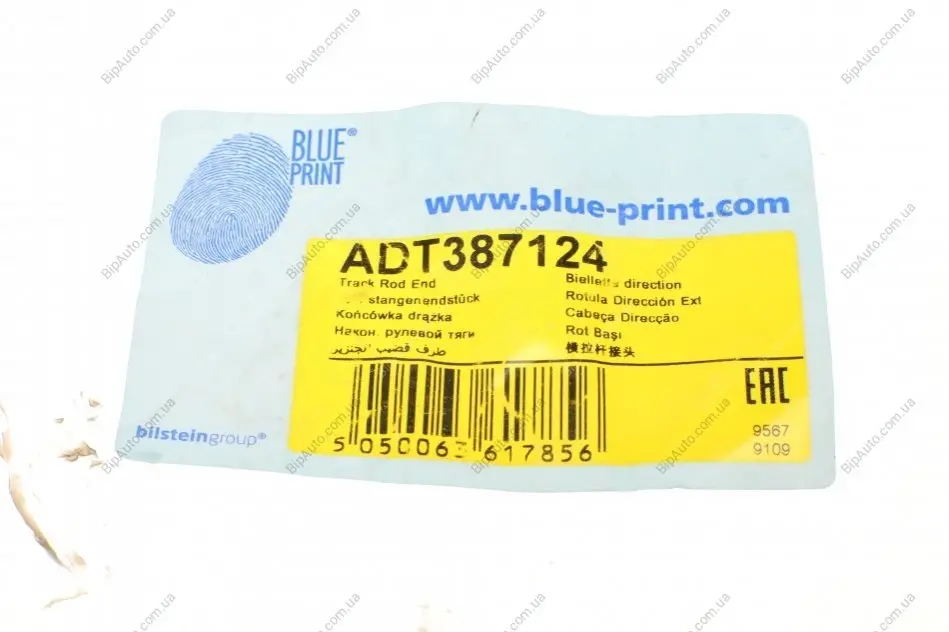 BLUE®
PRINT
www.blue-print.com
ADT387124
Track Rod End
stangenendstück
Końcówka drążka
Након. рулевой тяги
طرف قضيب
Biellette direction
Rotula Dirección Ext
Cabeça Direcção
Rot Başı
横拉杆接头
EAC
5 050063 617856
9567
9109
bilsteingroup®
BipAuto.com.ua